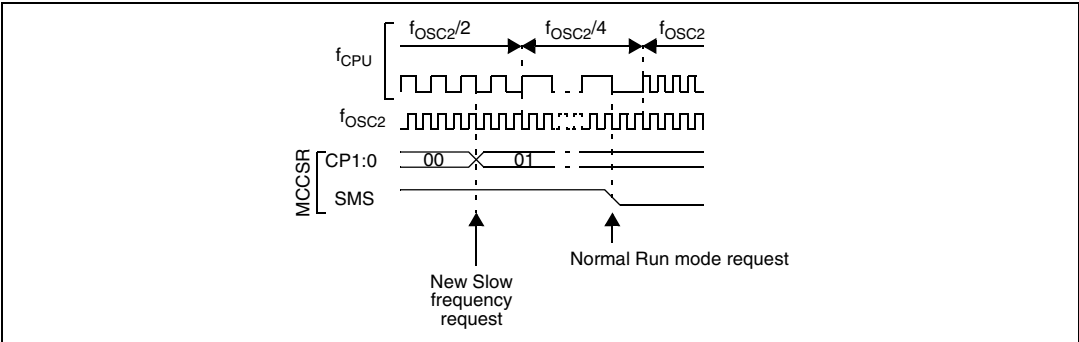 fOSC2/2 fOSC2/4 fOSC2
fCPU
fOSC2
MCCSR
CP1:0 00 01
SMS
Normal Run mode request
New Slow
frequency
request